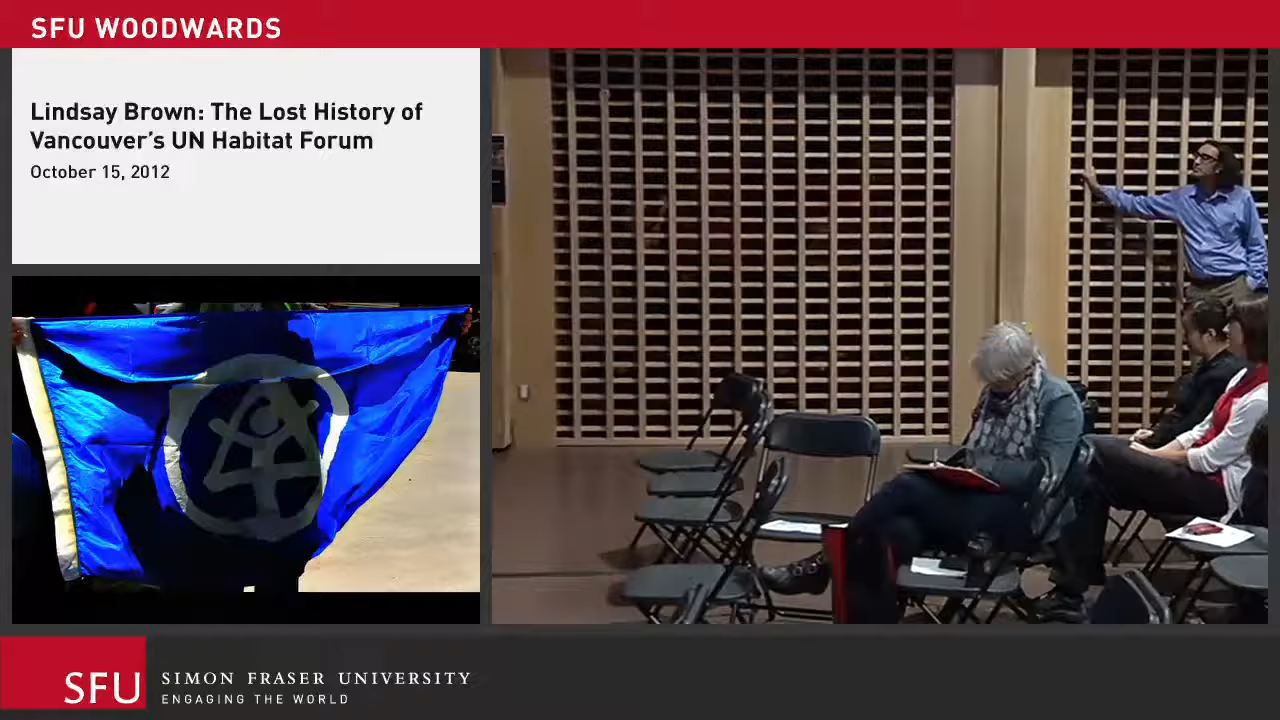 SFU WOODWARDS
Lindsay Brown: The Lost History of
Vancouver's UN Habitat Forum
October 15, 2012
SFU
SIMON FRASER UNIVERSITY
ENGAGING THE WORLD